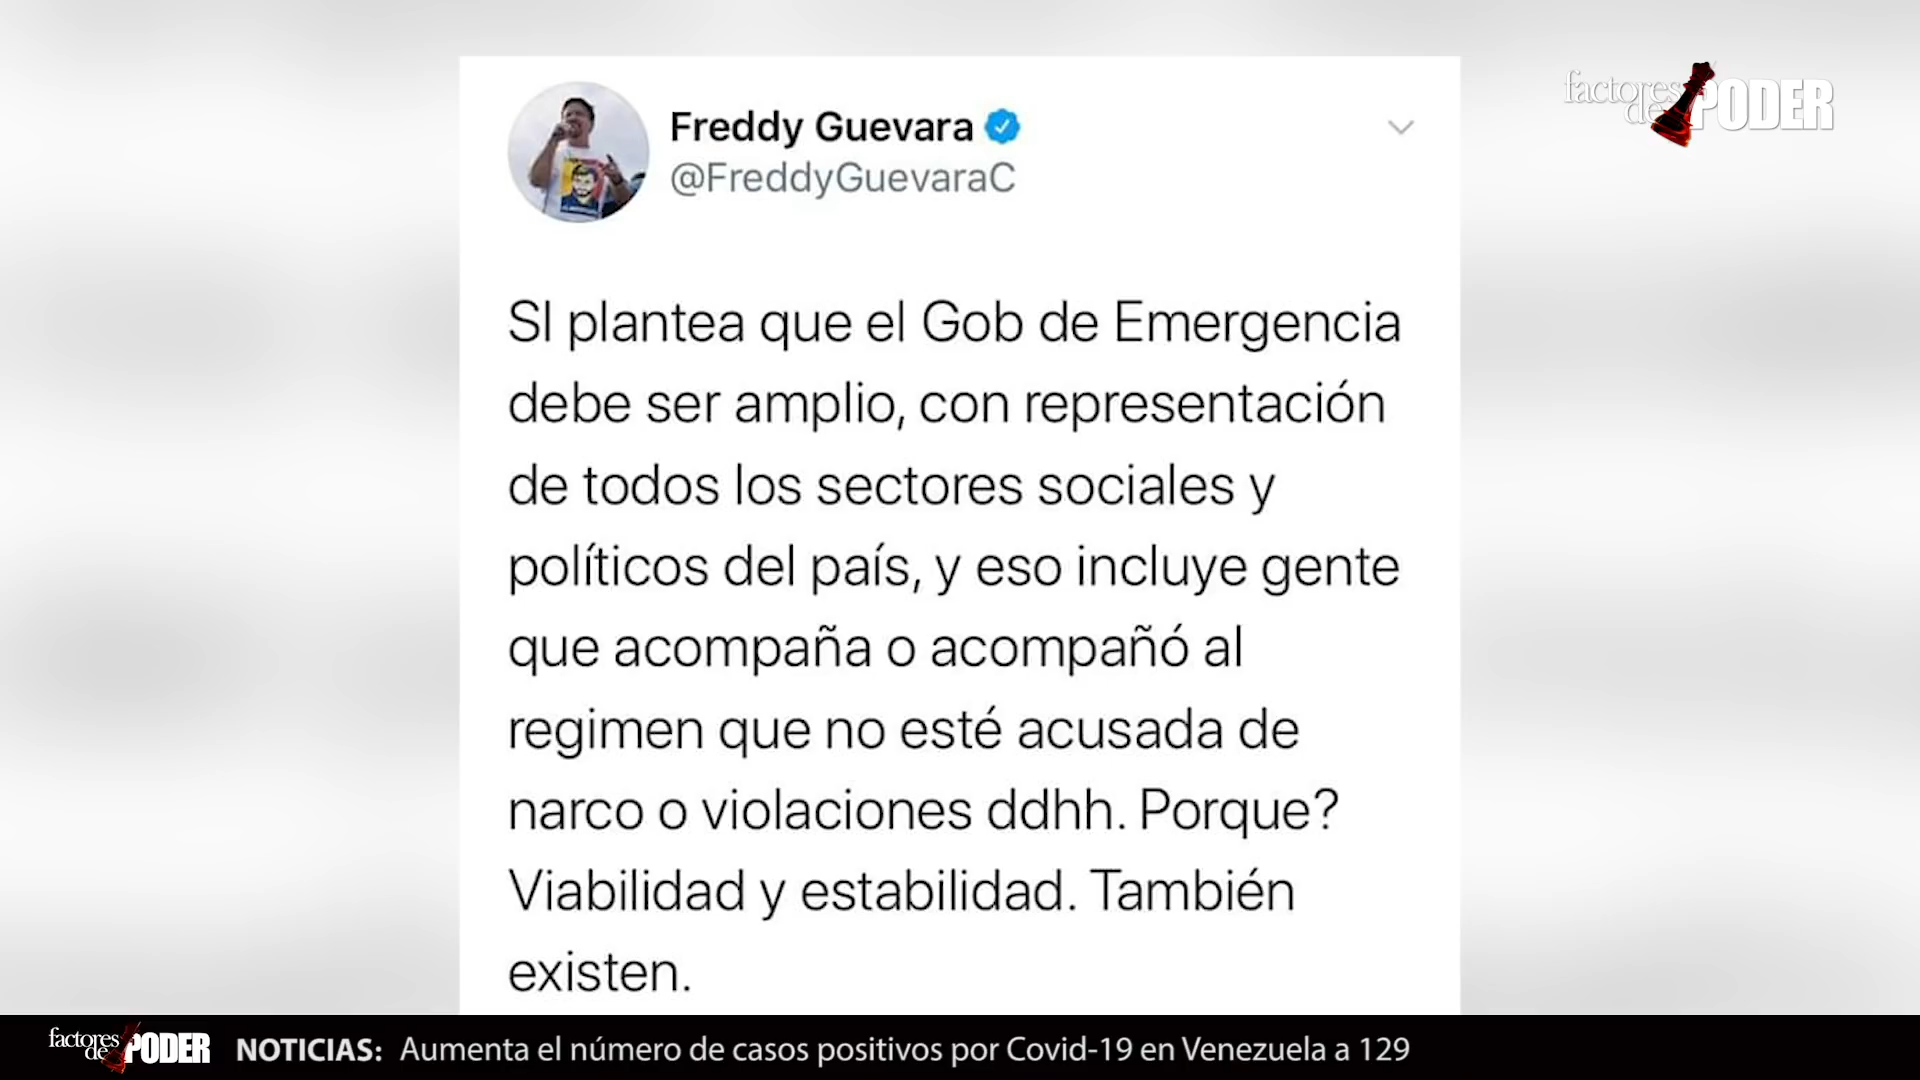 factores de PODER
Freddy Guevara
@FreddyGuevaraC
SI plantea que el Gob de Emergencia
debe ser amplio, con representación
de todos los sectores sociales y
políticos del país, y eso incluye gente
que acompaña o acompañó al
regimen que no esté acusada de
narco o violaciones ddhh. Porque?
Viabilidad y estabilidad. También
existen.
factores de PODER NOTICIAS: Aumenta el número de casos positivos por Covid-19 en Venezuela a 129